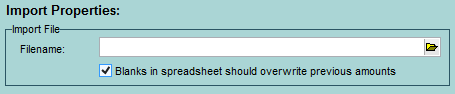 Import Properties:
Import File
Filename:
Blanks in spreadsheet should overwrite previous amounts